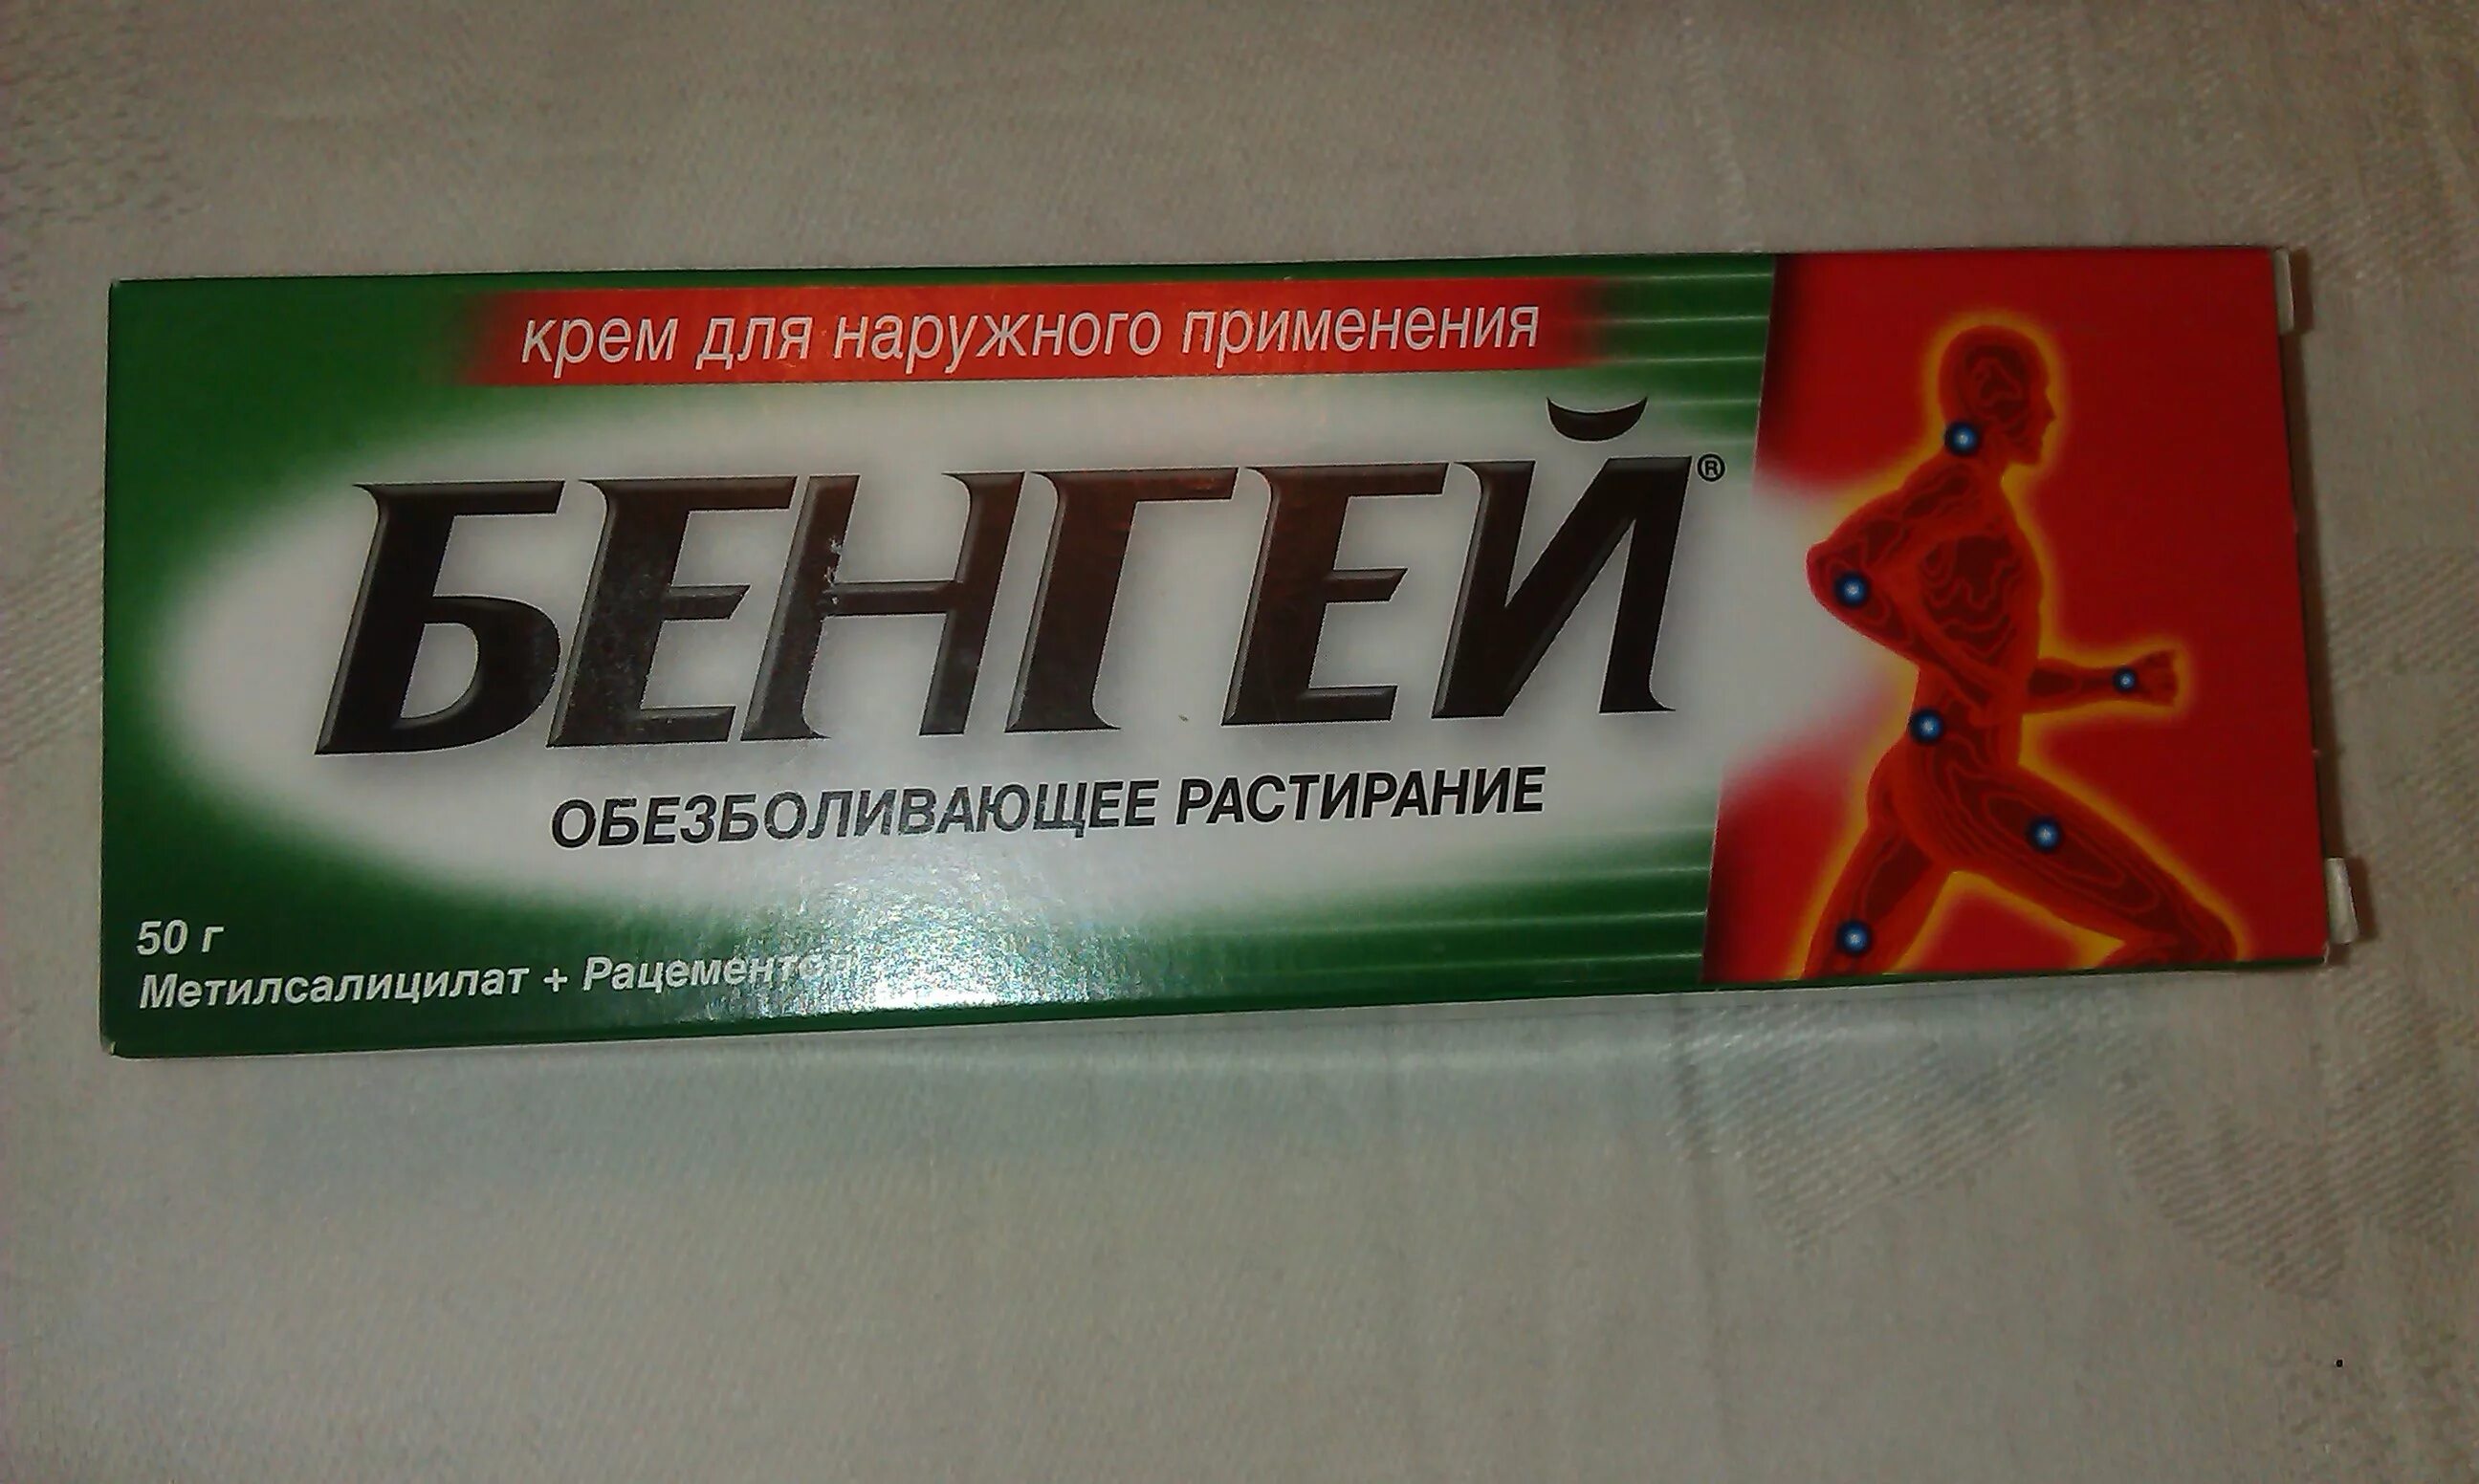 крем для наружного применения
БЕНГЕЙ®
ОБЕЗБОЛИВАЮЩЕЕ РАСТИРАНИЕ
50 г
Метилсалицилат + Рацементол